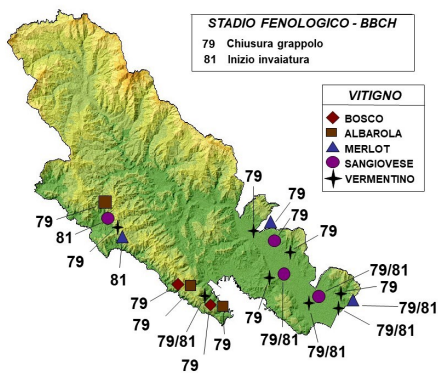 STADIO FENOLOGICO - BBCH
79 Chiusura grappolo
81 Inizio invaiatura
VITIGNO
BOSCO
ALBAROLA
MERLOT
SANGIOVESE
VERMENTINO
79
79
79
79
81
79
79
81
79/81
79
79
79
79/81
79
79/81
79/81
79
79/81
79